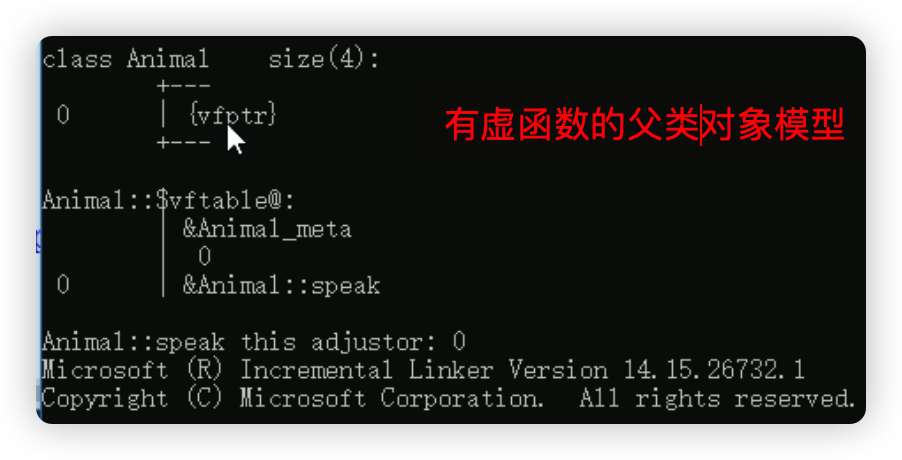 class Animal    size(4):
+---
0 | {vfptr}
有虚函数的父类对象模型
+---
Animal::$vftable@:
| &Animal_meta
| 0
0 | &Animal::speak
Animal::speak this adjustor: 0
Microsoft (R) Incremental Linker Version 14.15.26732.1
Copyright (C) Microsoft Corporation.  All rights reserved.